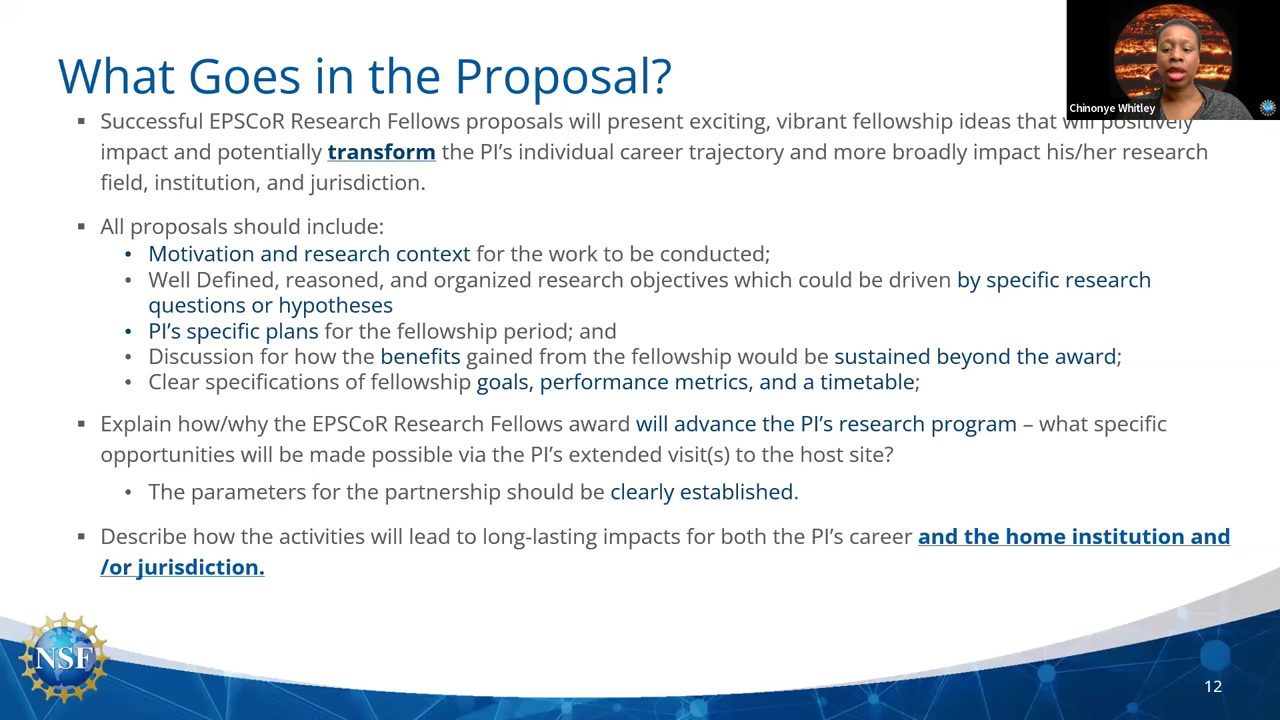 What Goes in the Proposal?
Chinonye Whitley
▪ Successful EPSCoR Research Fellows proposals will present exciting, vibrant fellowship ideas that will positively
impact and potentially transform the PI’s individual career trajectory and more broadly impact his/her research
field, institution, and jurisdiction.
▪ All proposals should include:
• Motivation and research context for the work to be conducted;
• Well Defined, reasoned, and organized research objectives which could be driven by specific research
questions or hypotheses
• PI’s specific plans for the fellowship period; and
• Discussion for how the benefits gained from the fellowship would be sustained beyond the award;
• Clear specifications of fellowship goals, performance metrics, and a timetable;
▪ Explain how/why the EPSCoR Research Fellows award will advance the PI’s research program – what specific
opportunities will be made possible via the PI’s extended visit(s) to the host site?
• The parameters for the partnership should be clearly established.
▪ Describe how the activities will lead to long-lasting impacts for both the PI’s career and the home institution and
/or jurisdiction.
NSF
12